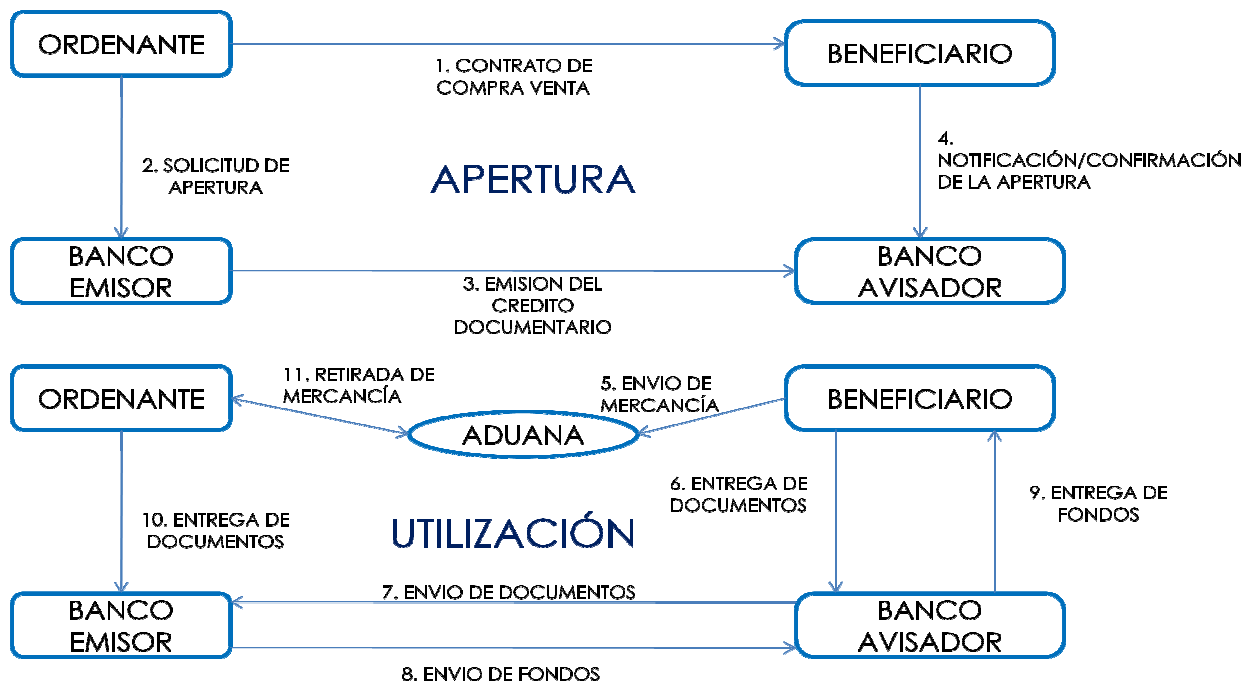 ORDENANTE
BENEFICIARIO
1. CONTRATO DE
COMPRA VENTA
2. SOLICITUD DE
APERTURA
APERTURA
4.
NOTIFICACIÓN/CONFIRMACIÓN
DE LA APERTURA
BANCO
EMISOR
BANCO
AVISADOR
3. EMISION DEL
CREDITO
DOCUMENTARIO
ORDENANTE
11. RETIRADA DE
MERCANCÍA
5. ENVIO DE
MERCANCÍA
BENEFICIARIO
ADUANA
6. ENTREGA DE
DOCUMENTOS
9. ENTREGA DE
FONDOS
10. ENTREGA DE
DOCUMENTOS
UTILIZACIÓN
7. ENVIO DE DOCUMENTOS
BANCO
EMISOR
BANCO
AVISADOR
8. ENVIO DE FONDOS